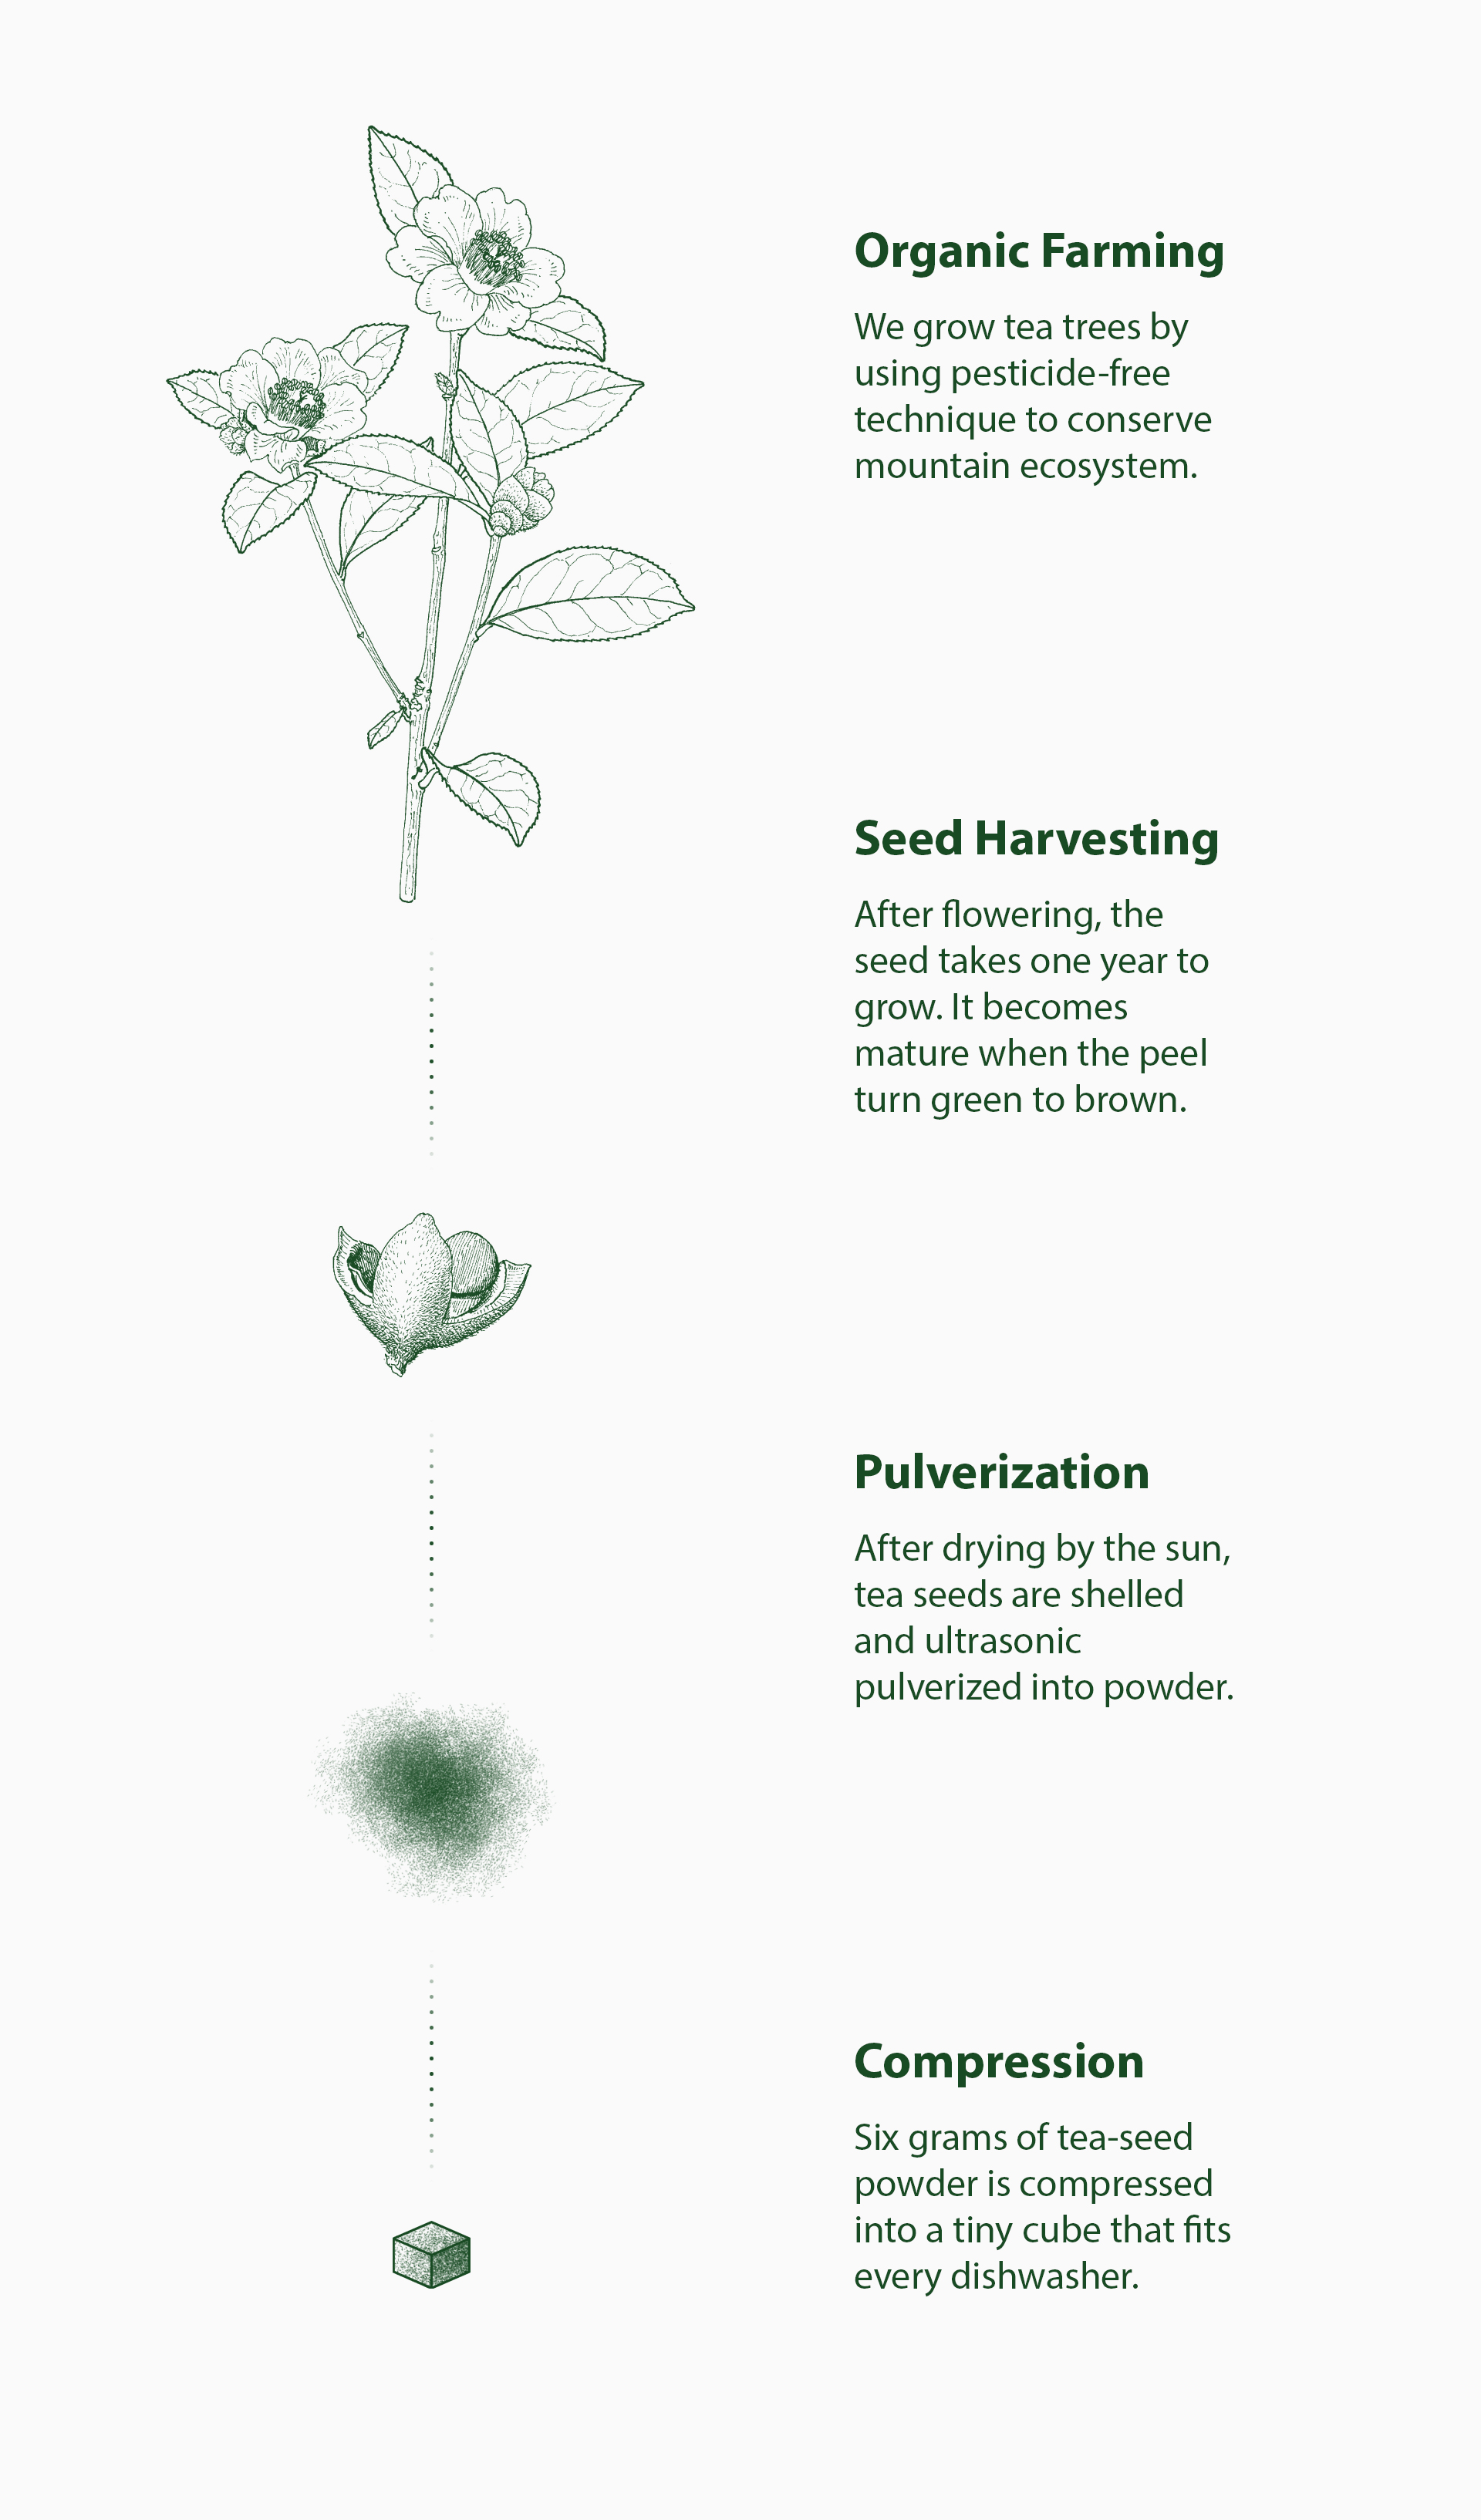 Organic Farming
We grow tea trees by
using pesticide-free
technique to conserve
mountain ecosystem.
Seed Harvesting
After flowering, the
seed takes one year to
grow. It becomes
mature when the peel
turn green to brown.
Pulverization
After drying by the sun,
tea seeds are shelled
and ultrasonic
pulverized into powder.
Compression
Six grams of tea-seed
powder is compressed
into a tiny cube that fits
every dishwasher.